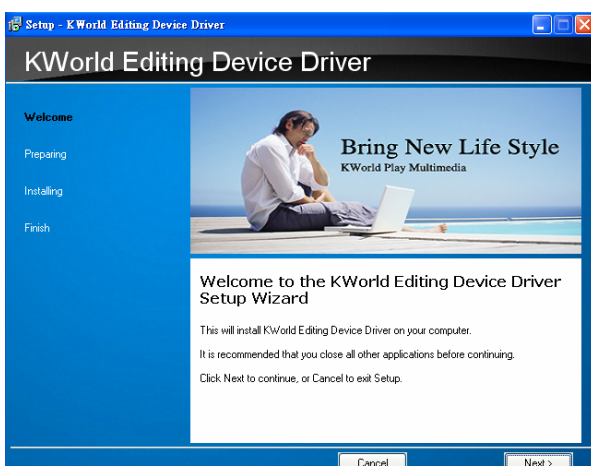 Setup - KWorld Editing Device Driver
KWorld Editing Device Driver
Welcome
Preparing
Installing
Finish
Bring New Life Style
KWorld Play Multimedia
Welcome to the KWorld Editing Device Driver
Setup Wizard
This will install KWorld Editing Device Driver on your computer.
It is recommended that you close all other applications before continuing.
Click Next to continue, or Cancel to exit Setup.
Cancel
Next >